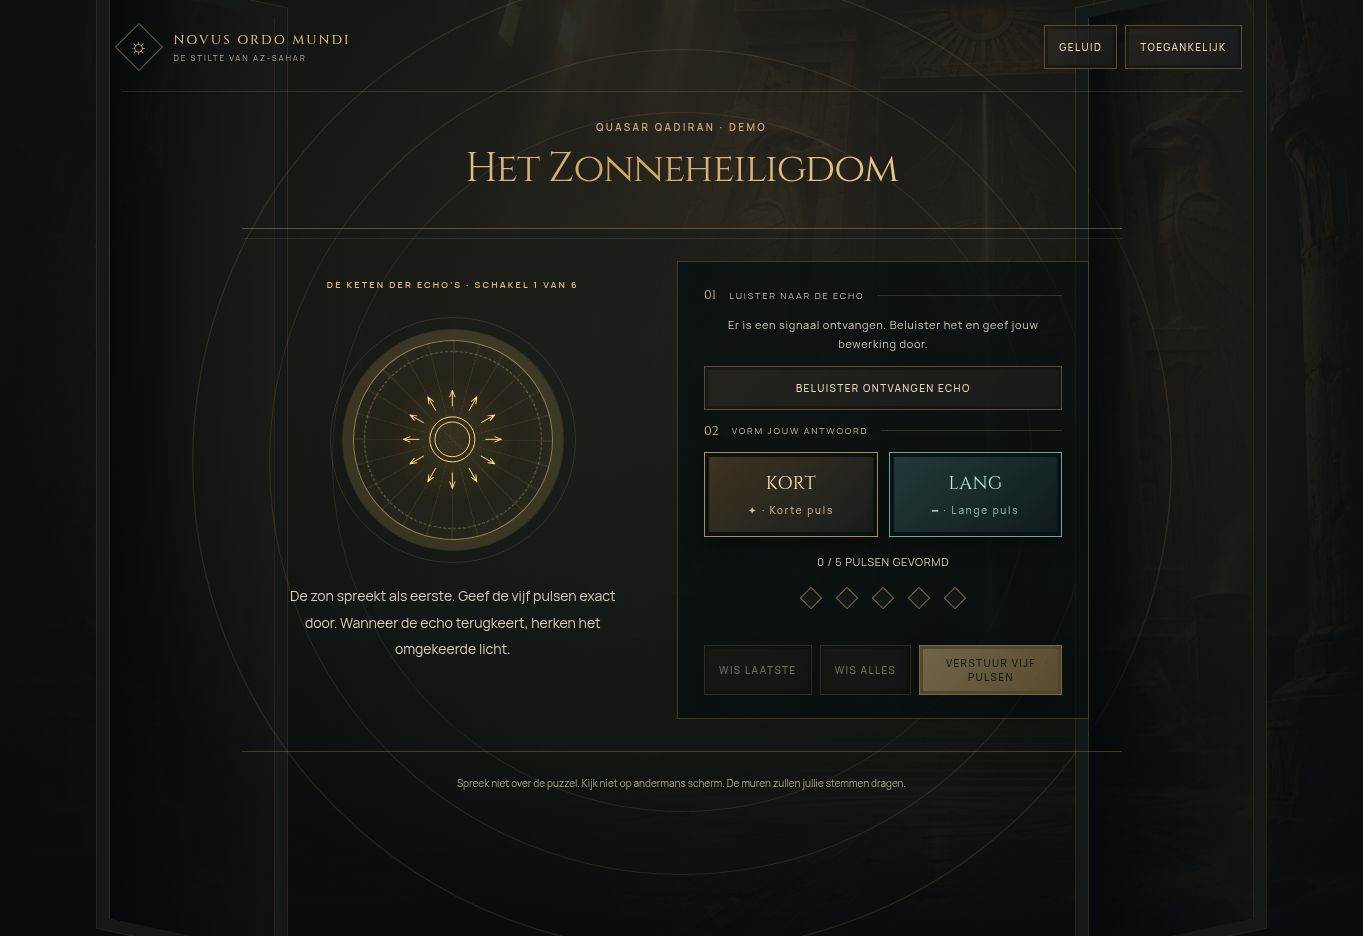 NOVUS ORDO MUNDI
DE STILTE VAN AZ-SAHAR
GELUID
TOEGANKELIJK
QUASAR QADIRAN · DEMO
HET ZONNEHEILIGDOM
DE KETEN DER ECHO'S · SCHAKEL 1 VAN 6
De zon spreekt als eerste. Geef de vijf pulsen exact
door. Wanneer de echo terugkeert, herken het
omgekeerde licht.
01 LUISTER NAAR DE ECHO
Er is een signaal ontvangen. Beluister het en geef jouw
bewerking door.
BELUISTER ONTVANGEN ECHO
02 VORM JOUW ANTWOORD
KORT
✦ · Korte puls
LANG
━ · Lange puls
0 / 5 PULSEN GEVORMD
WIS LAATSTE
WIS ALLES
VERSTUUR VIJF
PULSEN
Spreek niet over de puzzel. Kijk niet op andermans scherm. De muren zullen jullie stemmen dragen.